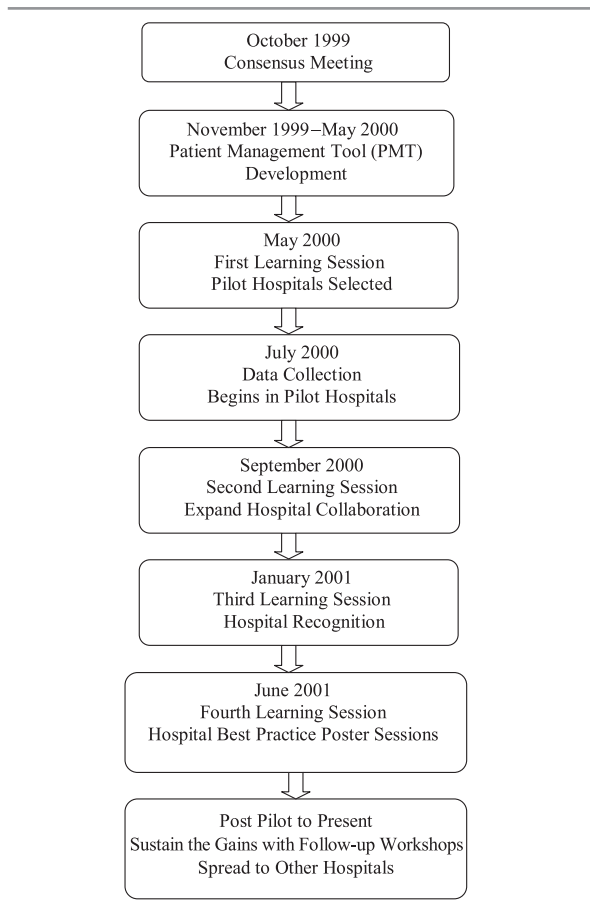 October 1999
Consensus Meeting
November 1999–May 2000
Patient Management Tool (PMT)
Development
May 2000
First Learning Session
Pilot Hospitals Selected
July 2000
Data Collection
Begins in Pilot Hospitals
September 2000
Second Learning Session
Expand Hospital Collaboration
January 2001
Third Learning Session
Hospital Recognition
June 2001
Fourth Learning Session
Hospital Best Practice Poster Sessions
Post Pilot to Present
Sustain the Gains with Follow-up Workshops
Spread to Other Hospitals